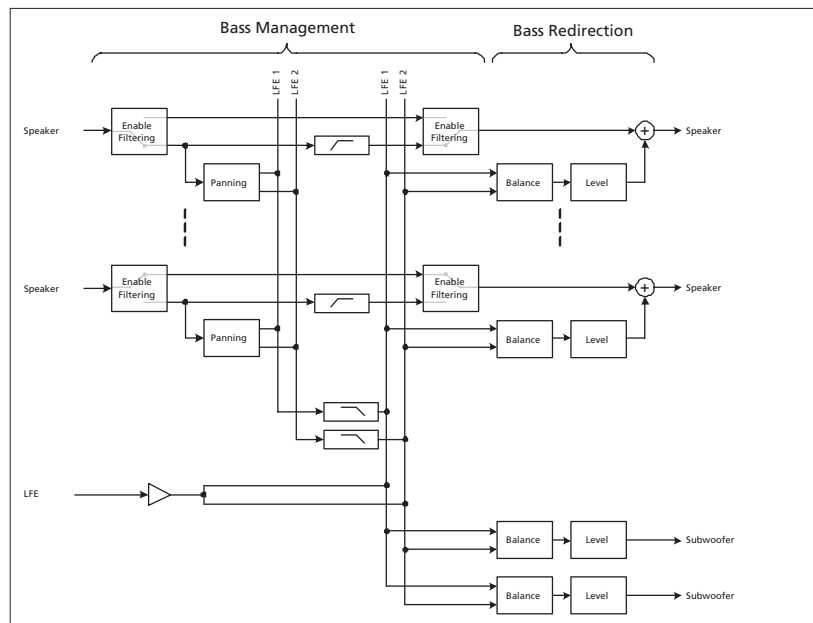 Bass Management
Bass Redirection
LFE 1
LFE 2
LFE 1
LFE 2
Speaker
Enable
Filtering
Enable
Filtering
Speaker
Panning
Balance
Level
Speaker
Enable
Filtering
Enable
Filtering
Speaker
Panning
Balance
Level
LFE
Balance
Level
Subwoofer
Balance
Level
Subwoofer